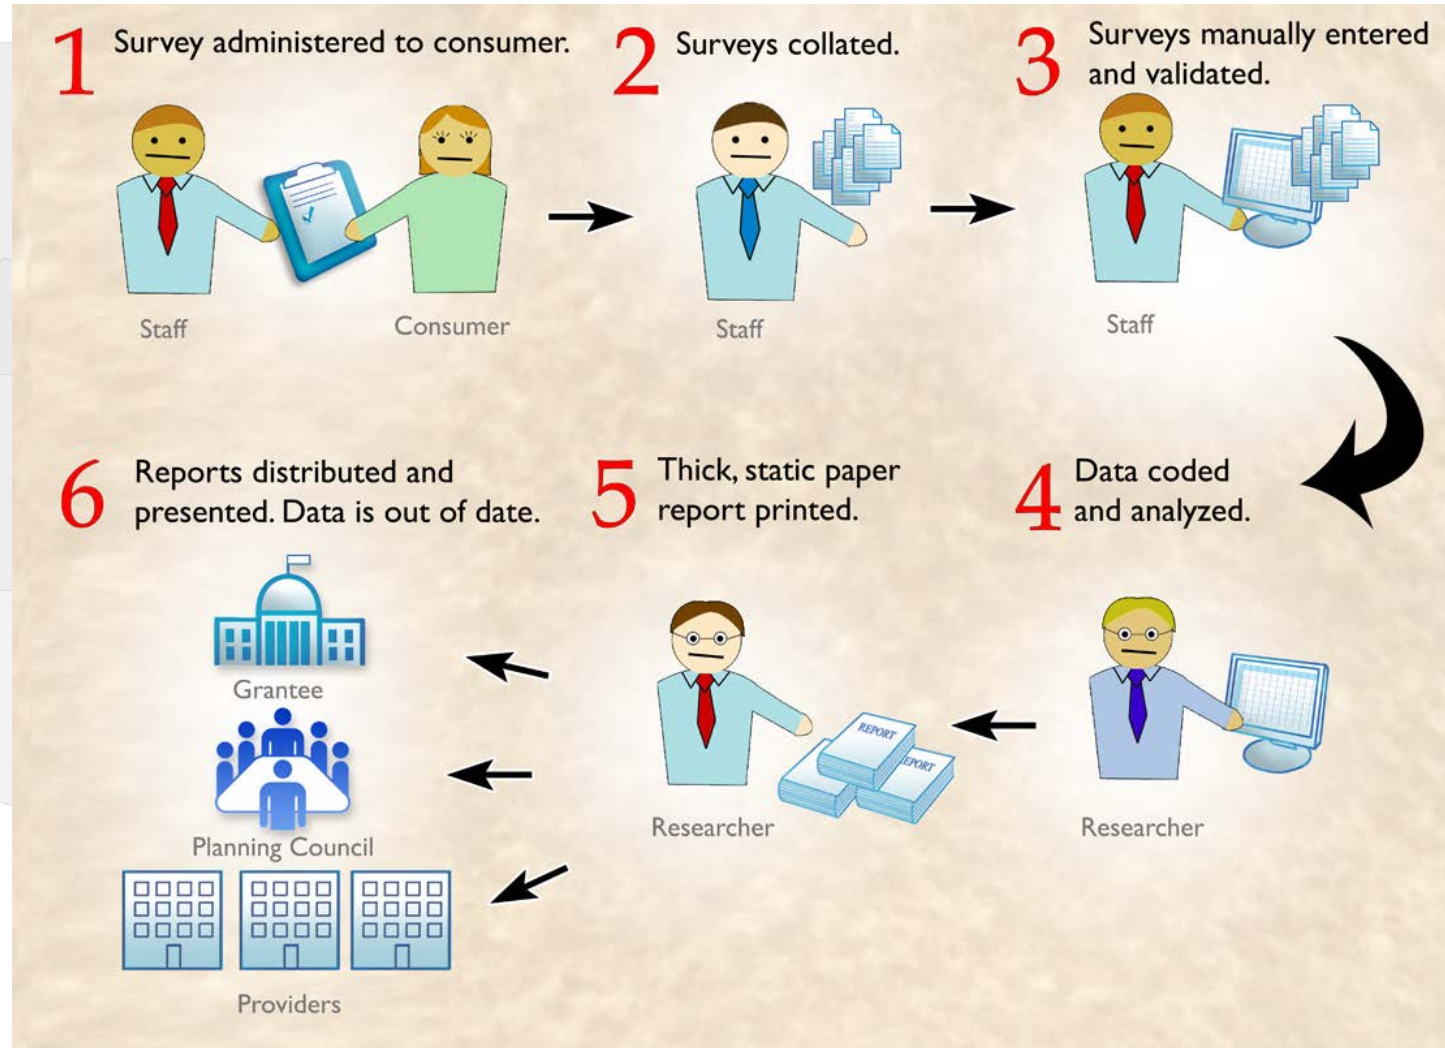 1
Survey administered to consumer.
Staff
Consumer
2
Surveys collated.
Staff
3
Surveys manually entered
and validated.
Staff
4
Data coded
and analyzed.
Researcher
5
Thick, static paper
report printed.
REPORT
REPORT
Researcher
6
Reports distributed and
presented. Data is out of date.
Grantee
Planning Council
Providers